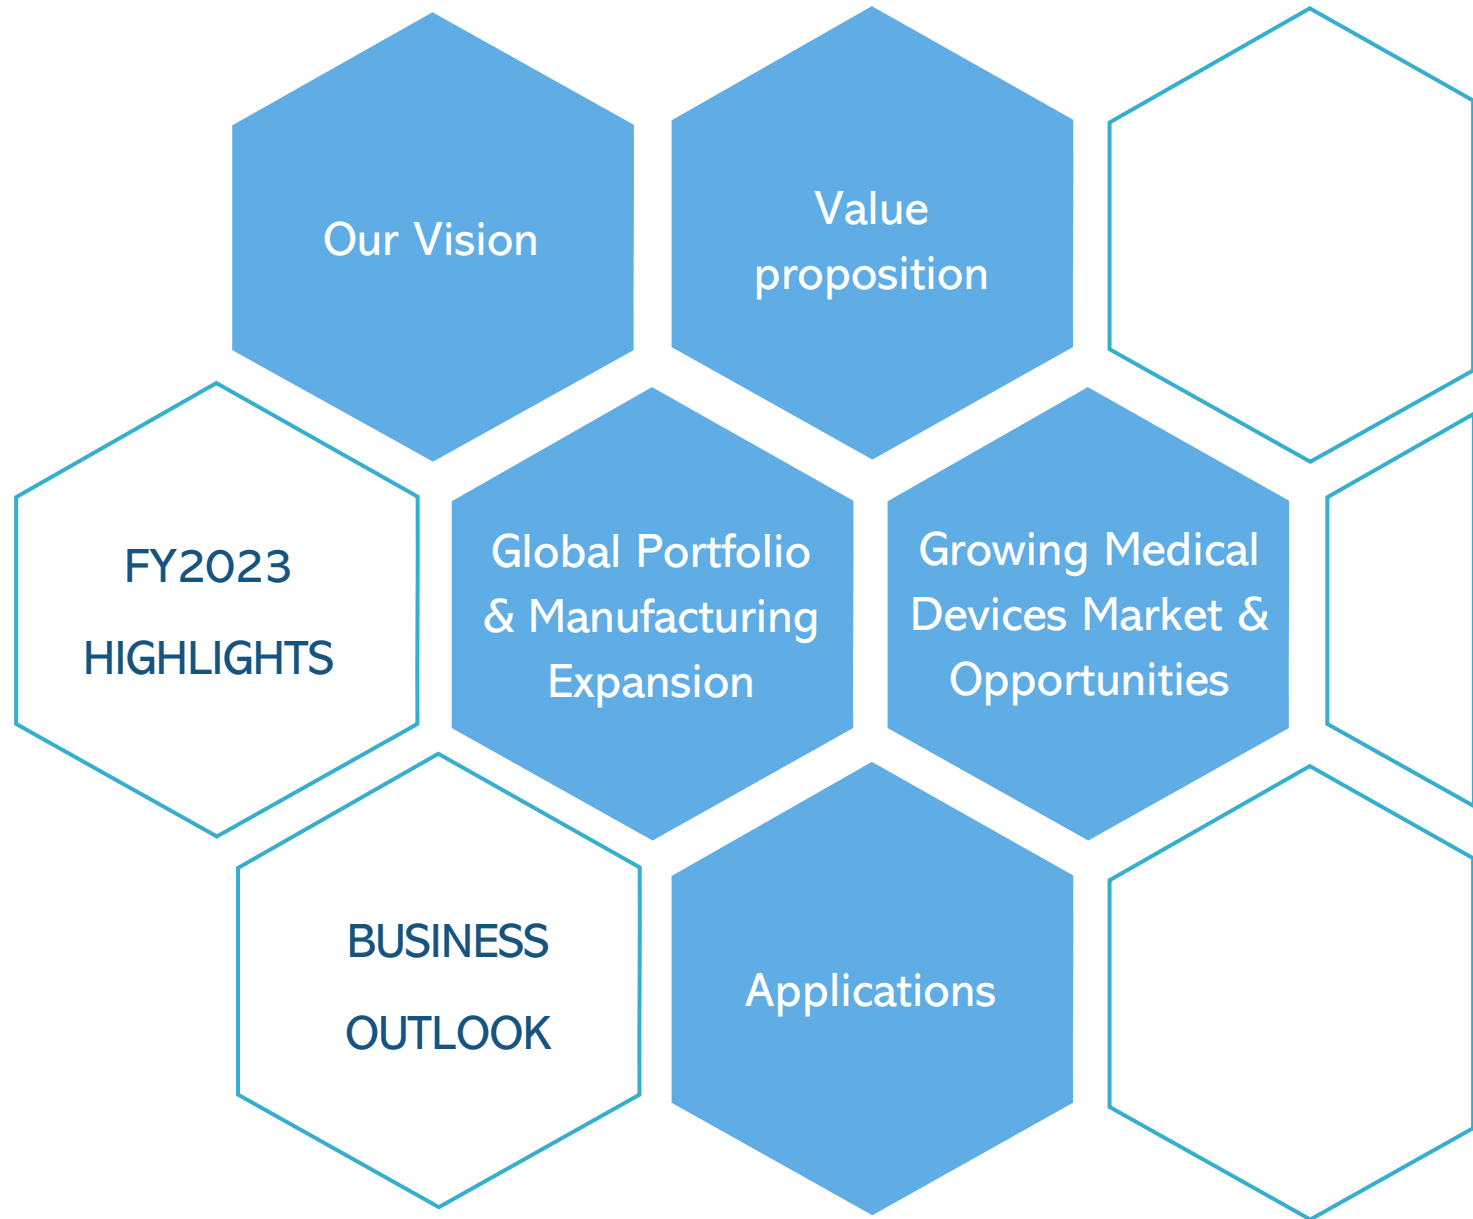 Our Vision
Value
proposition
FY2023
HIGHLIGHTS
Global Portfolio
& Manufacturing
Expansion
Growing Medical
Devices Market &
Opportunities
BUSINESS
OUTLOOK
Applications